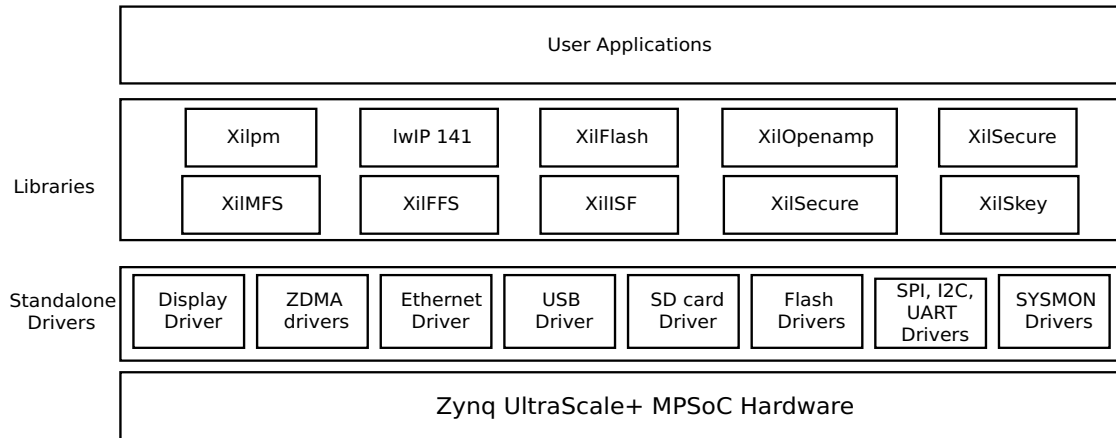 User Applications
Libraries
Xilpm
lwIP 141
XilFlash
XilOpenamp
XilSecure
XilMFS
XilFFS
XilISF
XilSecure
XilSkey
Standalone
Drivers
Display
Driver
ZDMA
drivers
Ethernet
Driver
USB
Driver
SD card
Driver
Flash
Drivers
SPI, I2C,
UART
Drivers
SYSMON
Drivers
Zynq UltraScale+ MPSoC Hardware